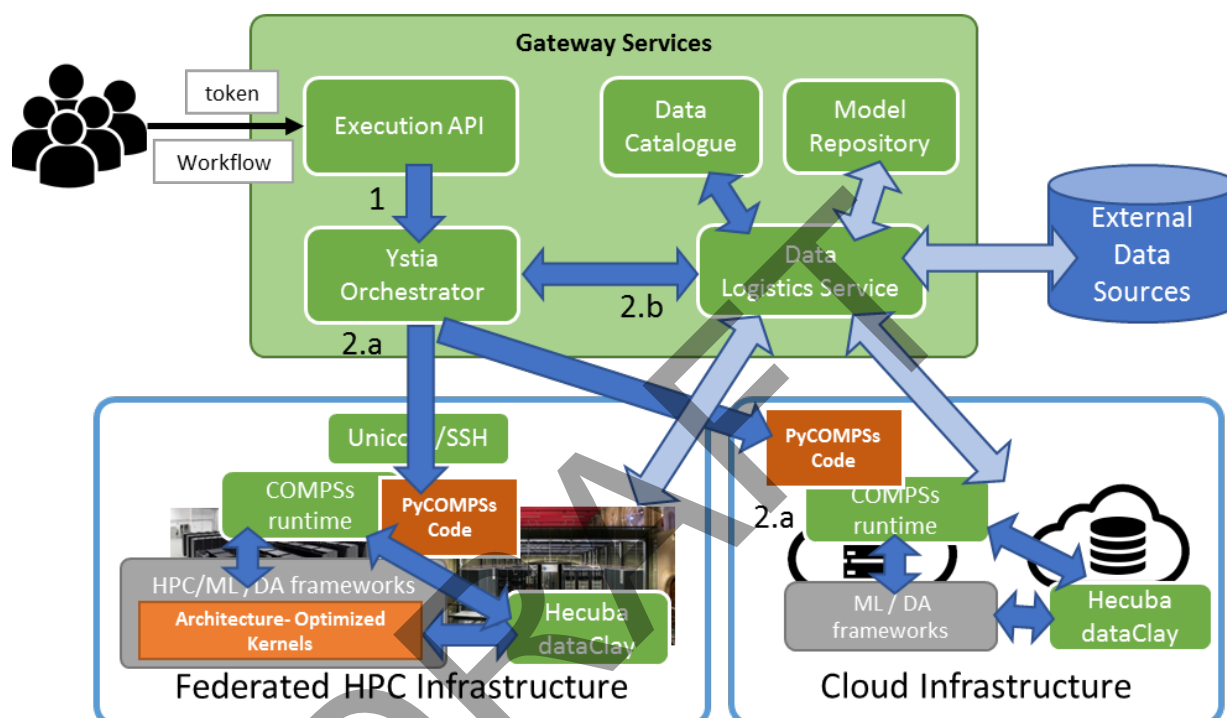 Gateway Services
token
Workflow
Execution API
Data
Catalogue
Model
Repository
1
Ystia
Orchestrator
Data
Logistics Service
External
Data
Sources
2.b
2.a
PyCOMPSs
Code
/SSH
COMPSs
runtime
PyCOMPSs
Code
COMPSs
runtime
2.a
HPC/ML/DA frameworks
Architecture- Optimized
Kernels
Hecuba
dataClay
ML / DA
frameworks
Hecuba
dataClay
Federated HPC Infrastructure
Cloud Infrastructure
DRAFT